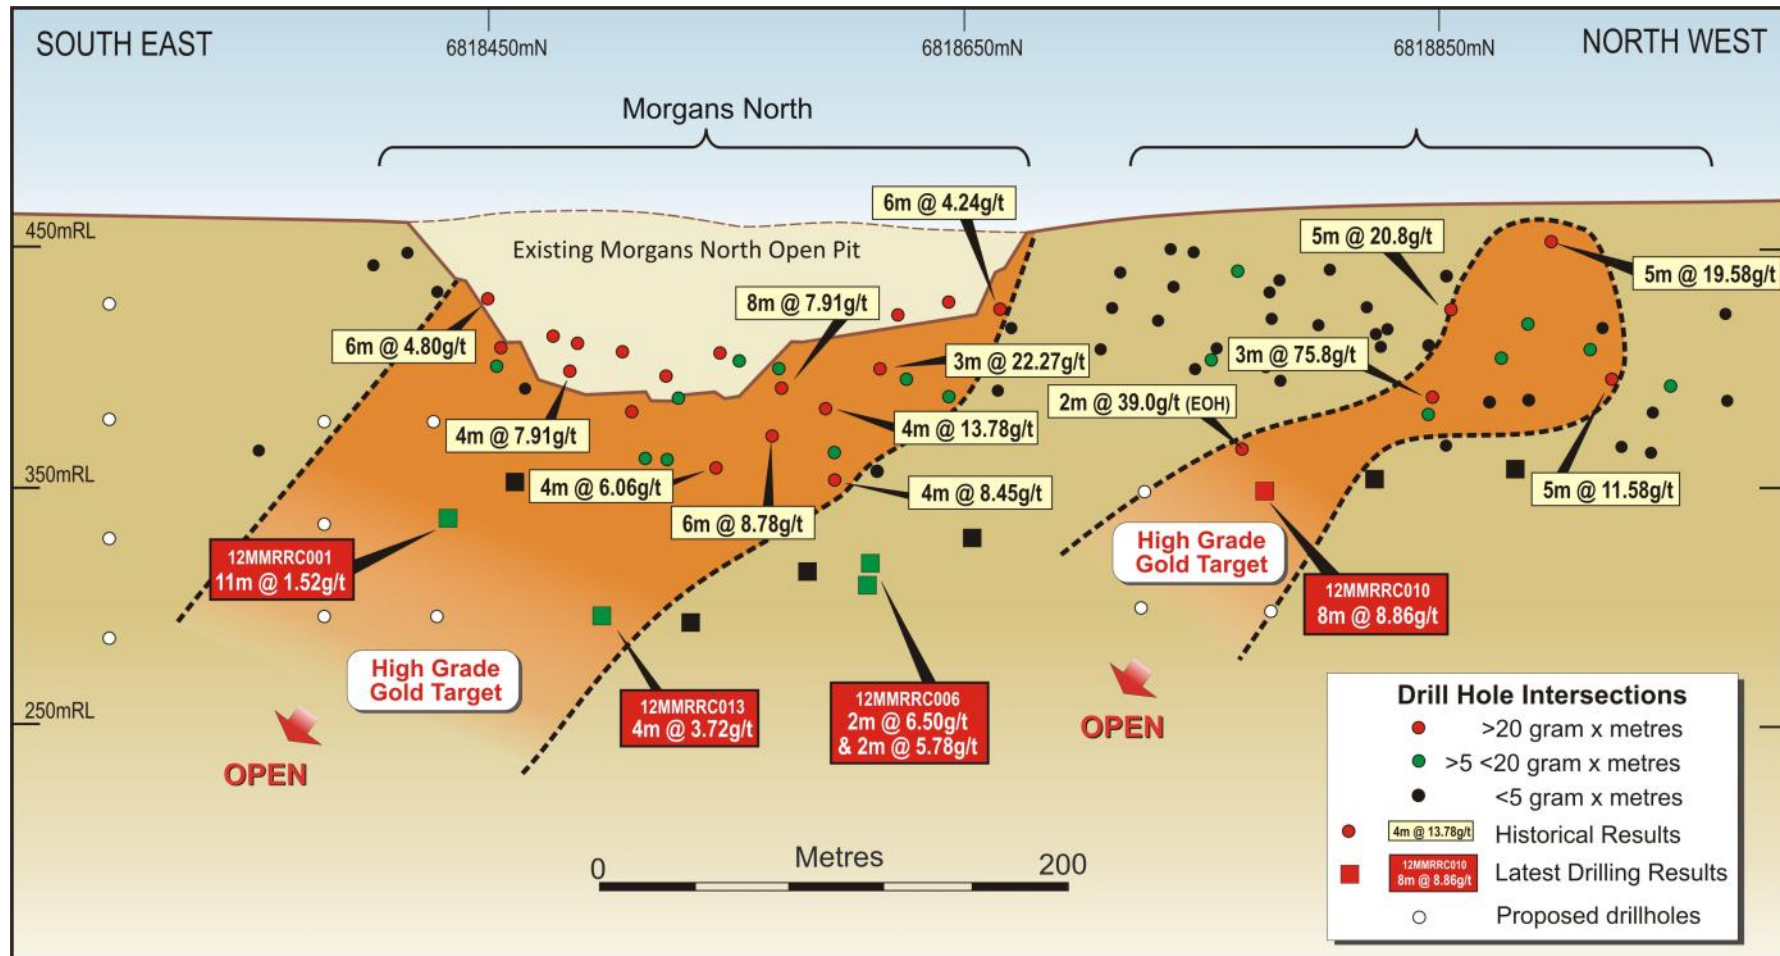 SOUTH EAST
6818450mN
6818650mN
6818850mN
NORTH WEST
Morgans North
6m @ 4.24g/t
450mRL
Existing Morgans North Open Pit
5m @ 20.8g/t
5m @ 19.58g/t
8m @ 7.91g/t
6m @ 4.80g/t
3m @ 22.27g/t
3m @ 75.8g/t
2m @ 39.0g/t (EOH)
4m @ 7.91g/t
4m @ 13.78g/t
350mRL
4m @ 6.06g/t
4m @ 8.45g/t
5m @ 11.58g/t
6m @ 8.78g/t
12MMRRC001
11m @ 1.52g/t
High Grade
Gold Target
12MMRRC010
8m @ 8.86g/t
High Grade
Gold Target
12MMRRC013
4m @ 3.72g/t
12MMRRC006
2m @ 6.50g/t
& 2m @ 5.78g/t
250mRL
OPEN
OPEN
Drill Hole Intersections
>20 gram x metres
>5 <20 gram x metres
<5 gram x metres
4m @ 13.78g/t
Historical Results
12MMRRC010
8m @ 8.86g/t
Latest Drilling Results
Proposed drillholes
0
Metres
200